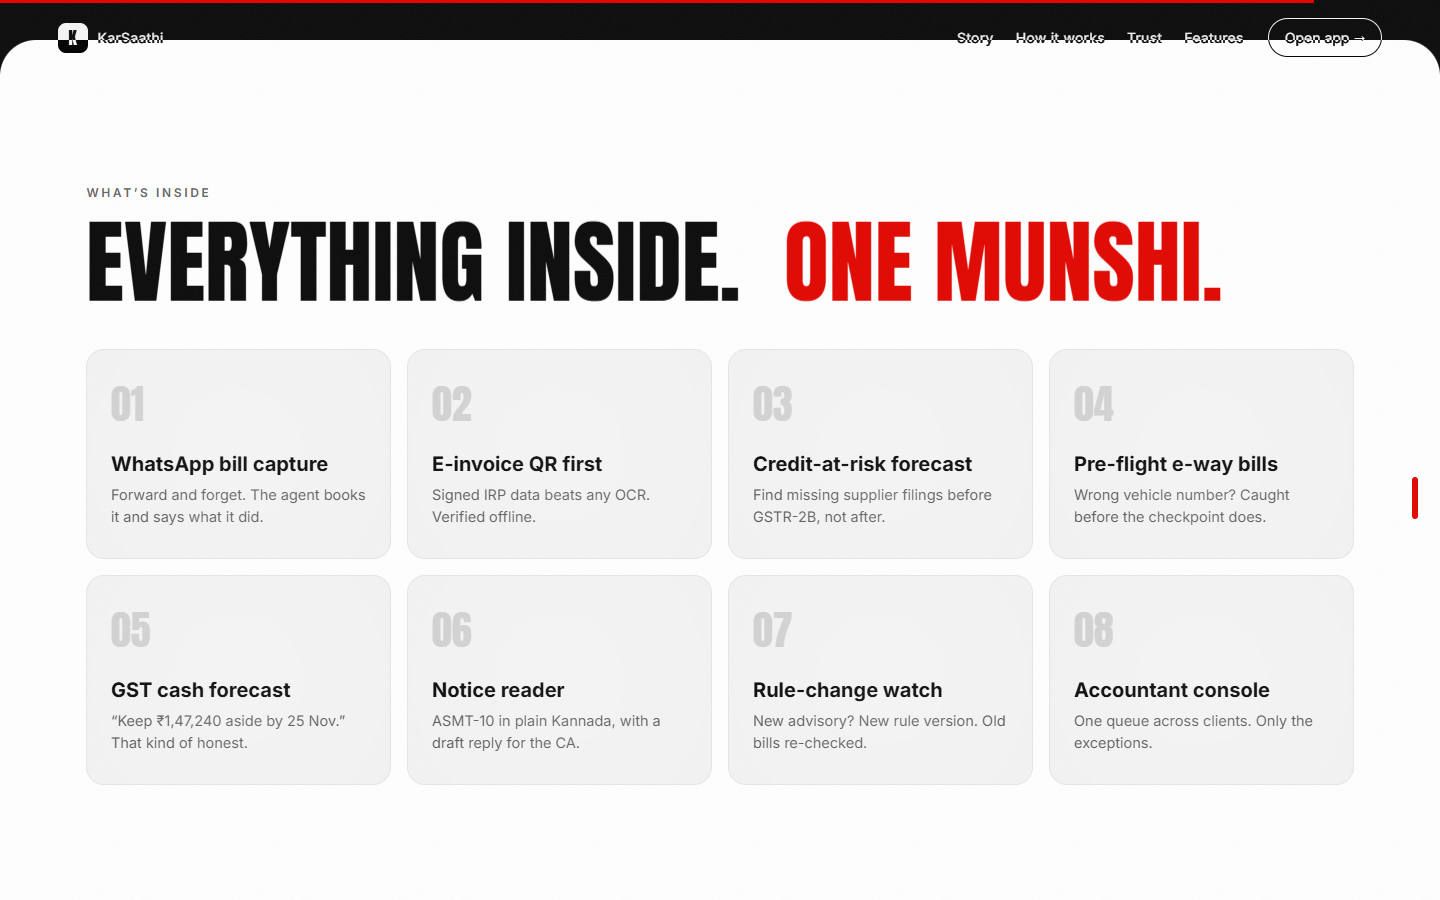 K KarSaathi Story How it works Trust Features Open app →
WHAT'S INSIDE
EVERYTHING INSIDE. ONE MUNSHI.
01
WhatsApp bill capture
Forward and forget. The agent books
it and says what it did.
02
E-invoice QR first
Signed IRP data beats any OCR.
Verified offline.
03
Credit-at-risk forecast
Find missing supplier filings before
GSTR-2B, not after.
04
Pre-flight e-way bills
Wrong vehicle number? Caught
before the checkpoint does.
05
GST cash forecast
“Keep ₹1,47,240 aside by 25 Nov.”
That kind of honest.
06
Notice reader
ASMT-10 in plain Kannada, with a
draft reply for the CA.
07
Rule-change watch
New advisory? New rule version. Old
bills re-checked.
08
Accountant console
One queue across clients. Only the
exceptions.